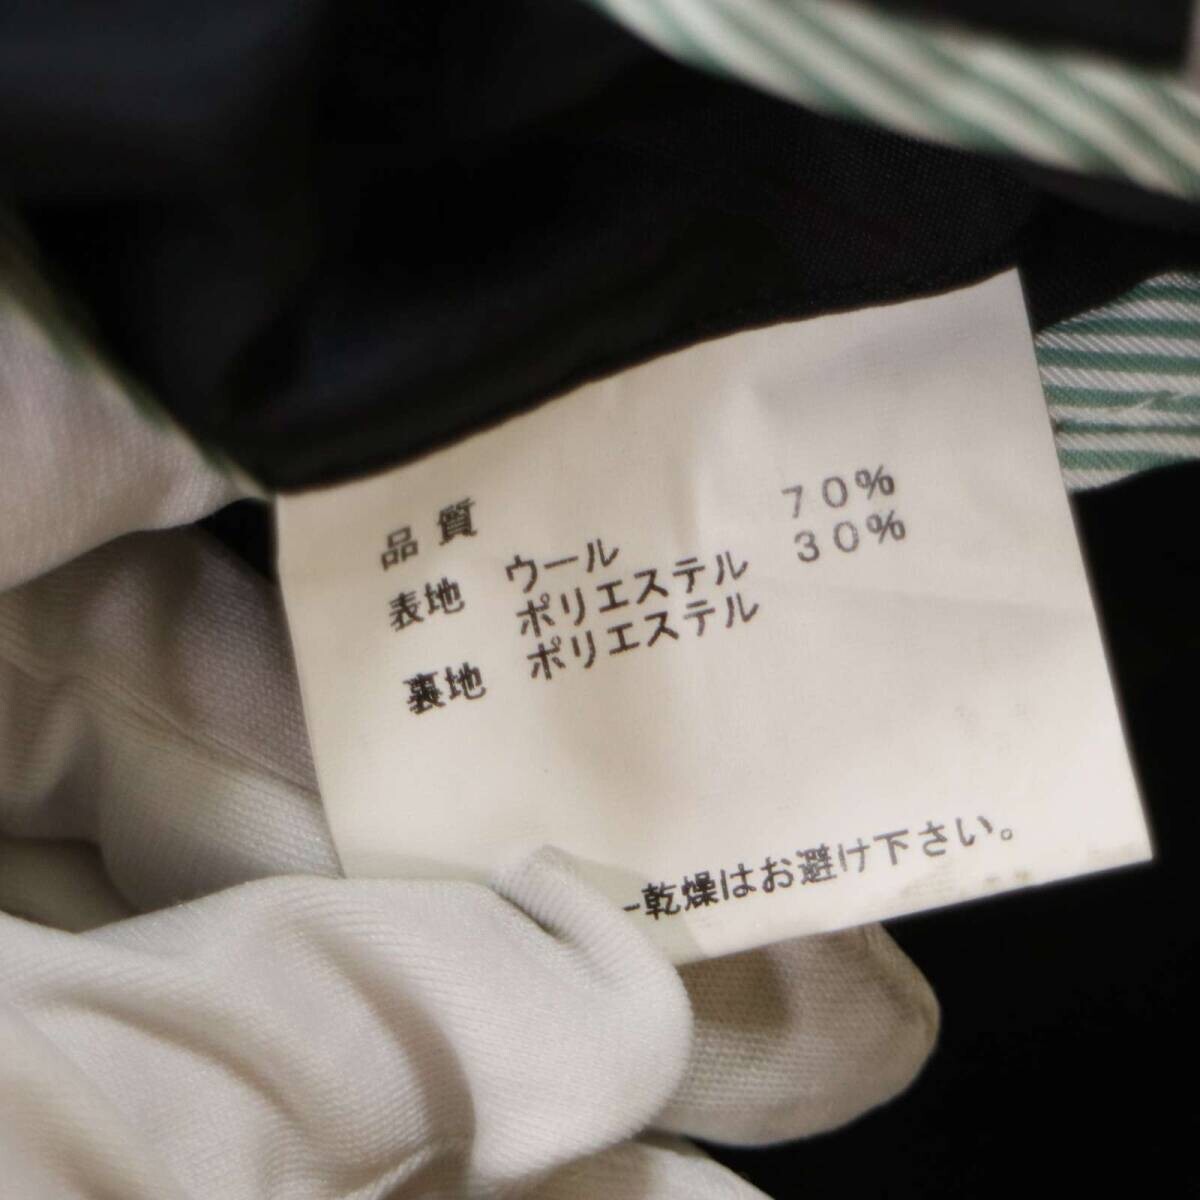 品質
表地 ウール 70%
ポリエステル 30%
裏地 ポリエステル
ー乾燥はお避け下さい。